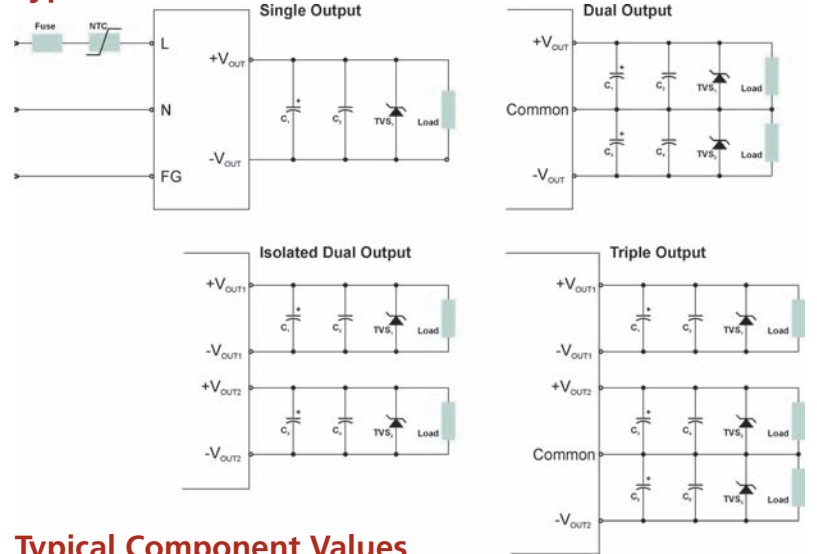 Single Output
Fuse
NTC
L
N
FG
+VOUT
-VOUT
C1
+
C2
TVS1
Load
Dual Output
+VOUT
Common
-VOUT
C1
+
C2
TVS1
Load
C3
+
C4
TVS2
Load
Isolated Dual Output
+VOUT1
-VOUT1
+VOUT2
-VOUT2
C1
+
C2
TVS1
Load
C3
+
C4
TVS2
Load
Triple Output
+VOUT1
-VOUT1
+VOUT2
Common
-VOUT2
C1
+
C2
TVS1
Load
C3
+
C4
TVS2
Load
+
TVS3
Load
Typical Component Values